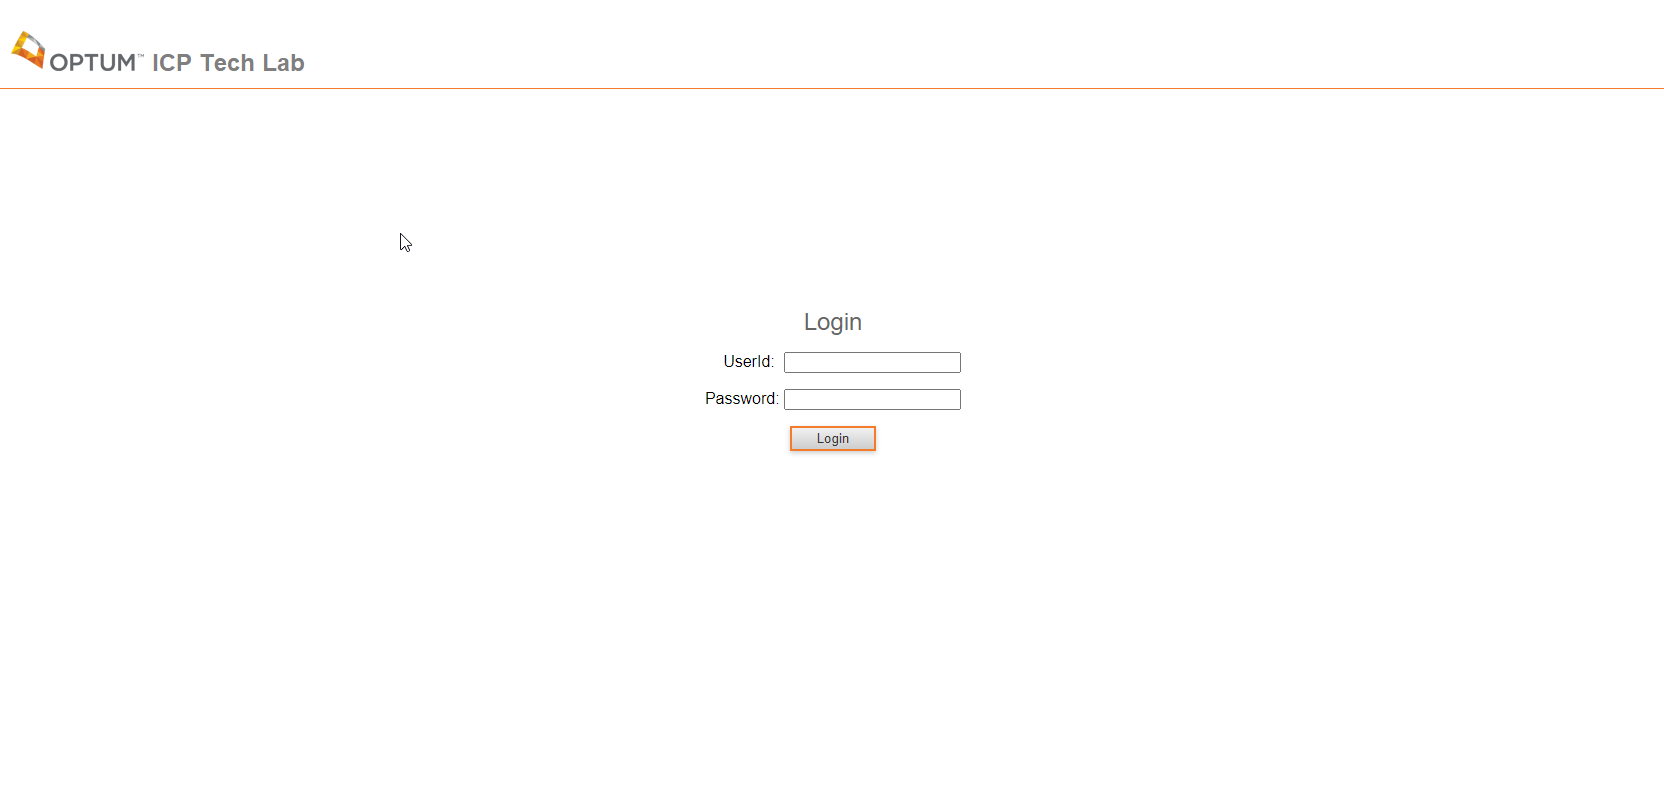 OPTUM™ ICP Tech Lab
Login
UserId:
Password:
Login